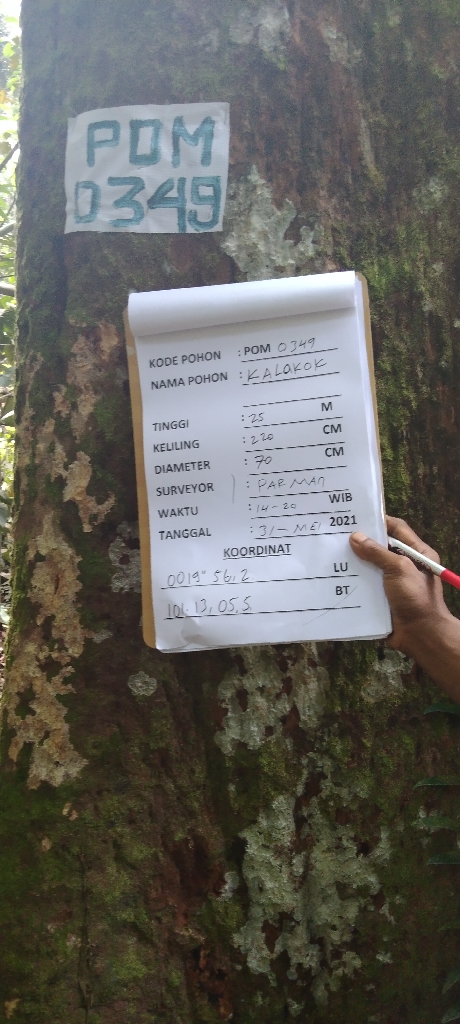 POM
0349
KODE POHON : POM 0349
NAMA POHON : KALOKOK
TINGGI : 25 M
KELILING : 220 CM
DIAMETER : 70 CM
SURVEYOR : PARMAN
WAKTU : 14-20 WIB
TANGGAL : 31-MEI 2021
KOORDINAT
0019° 56,2 LU
101.13,05,5 BT